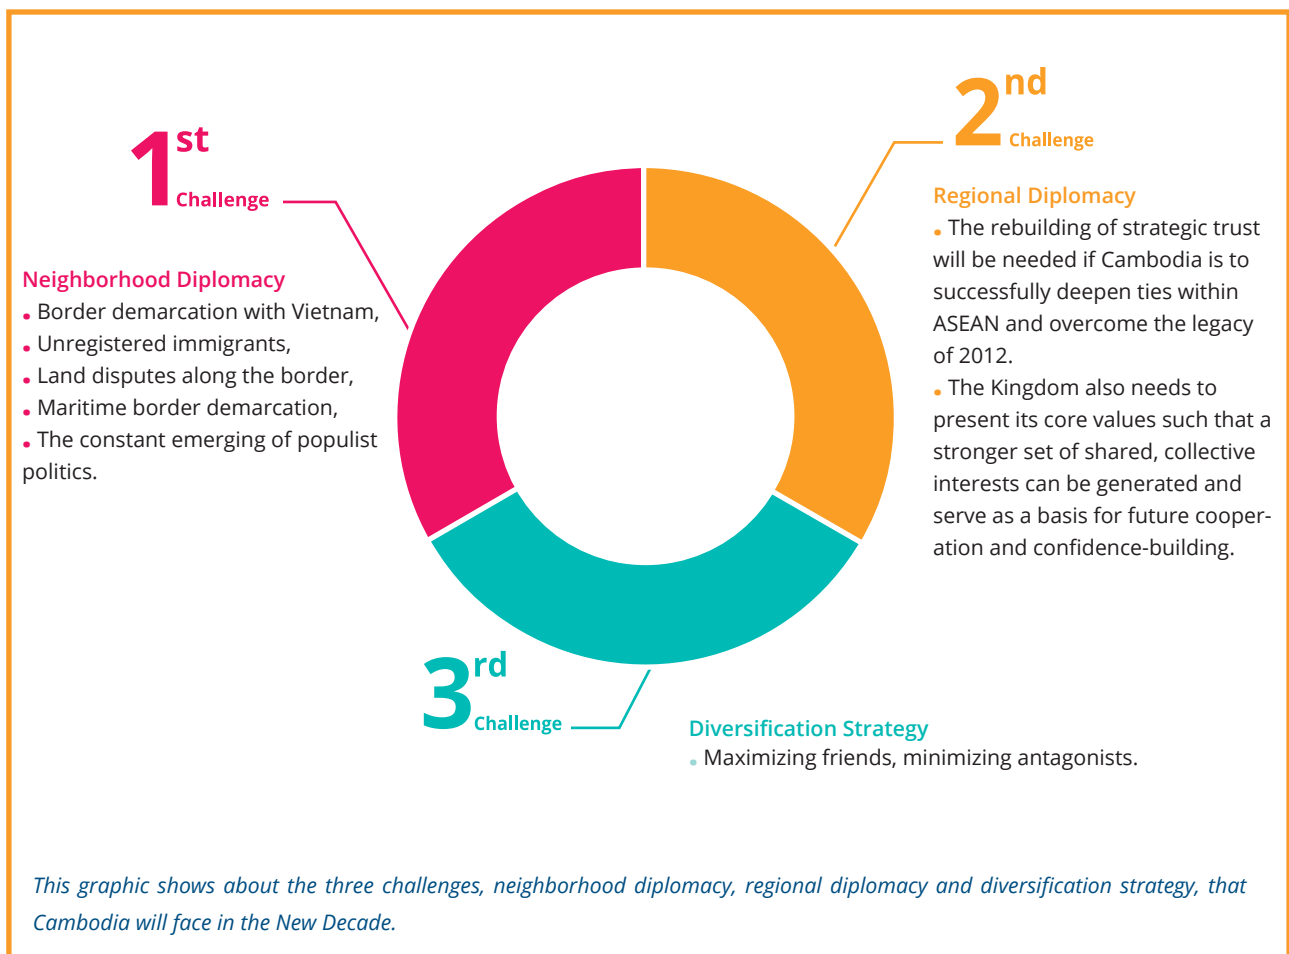 1st
Challenge
Neighborhood Diplomacy
• Border demarcation with Vietnam,
• Unregistered immigrants,
• Land disputes along the border,
• Maritime border demarcation,
• The constant emerging of populist
politics.
2nd
Challenge
Regional Diplomacy
• The rebuilding of strategic trust
will be needed if Cambodia is to
successfully deepen ties within
ASEAN and overcome the legacy
of 2012.
• The Kingdom also needs to
present its core values such that a
stronger set of shared, collective
interests can be generated and
serve as a basis for future cooper-
ation and confidence-building.
3rd
Challenge
Diversification Strategy
• Maximizing friends, minimizing antagonists.
This graphic shows about the three challenges, neighborhood diplomacy, regional diplomacy and diversification strategy, that
Cambodia will face in the New Decade.